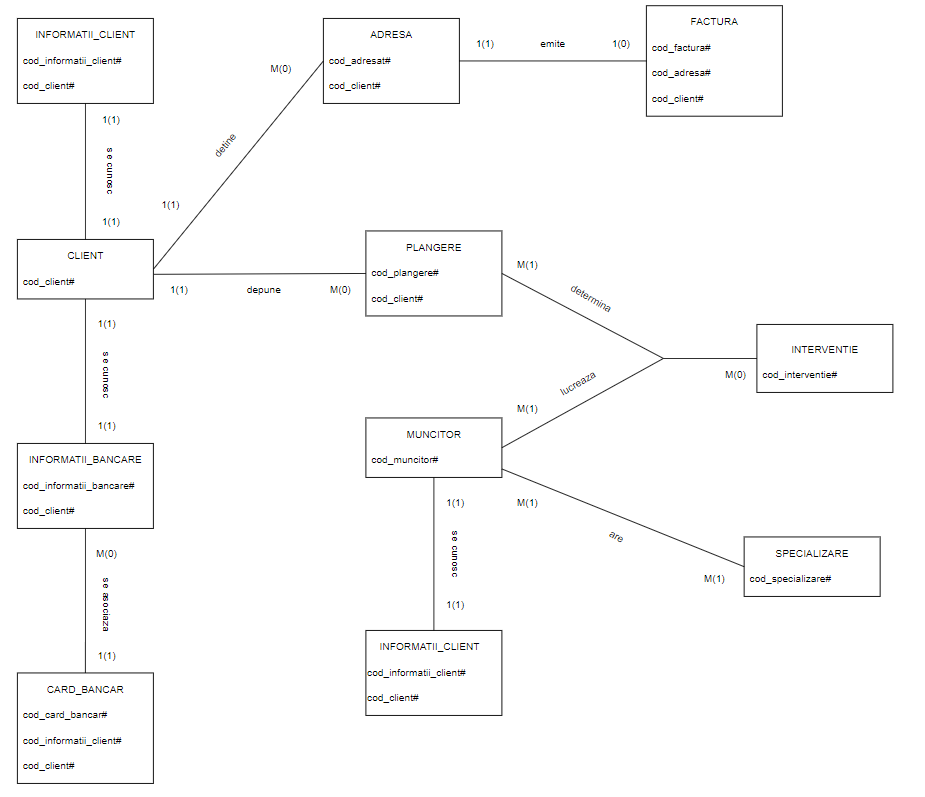 INFORMATII_CLIENT
cod_informatii_client#
cod_client#
ADRESA
cod_adresat#
cod_client#
FACTURA
cod_factura#
cod_adresa#
cod_client#
1(1)
emite
1(0)
M(0)
detine
1(1)
1(1)
se cunosc
1(1)
CLIENT
cod_client#
1(1)
depune
M(0)
PLANGERE
cod_plangere#
cod_client#
M(1)
determina
INTERVENTIE
cod_interventie#
M(0)
lucreaza
M(1)
1(1)
se cunosc
1(1)
MUNCITOR
cod_muncitor#
INFORMATII_BANCARE
cod_informatii_bancare#
cod_client#
1(1)
se cunosc
1(1)
M(1)
are
M(1)
SPECIALIZARE
cod_specializare#
M(0)
se asociaza
1(1)
INFORMATII_CLIENT
cod_informatii_client#
cod_client#
CARD_BANCAR
cod_card_bancar#
cod_informatii_client#
cod_client#